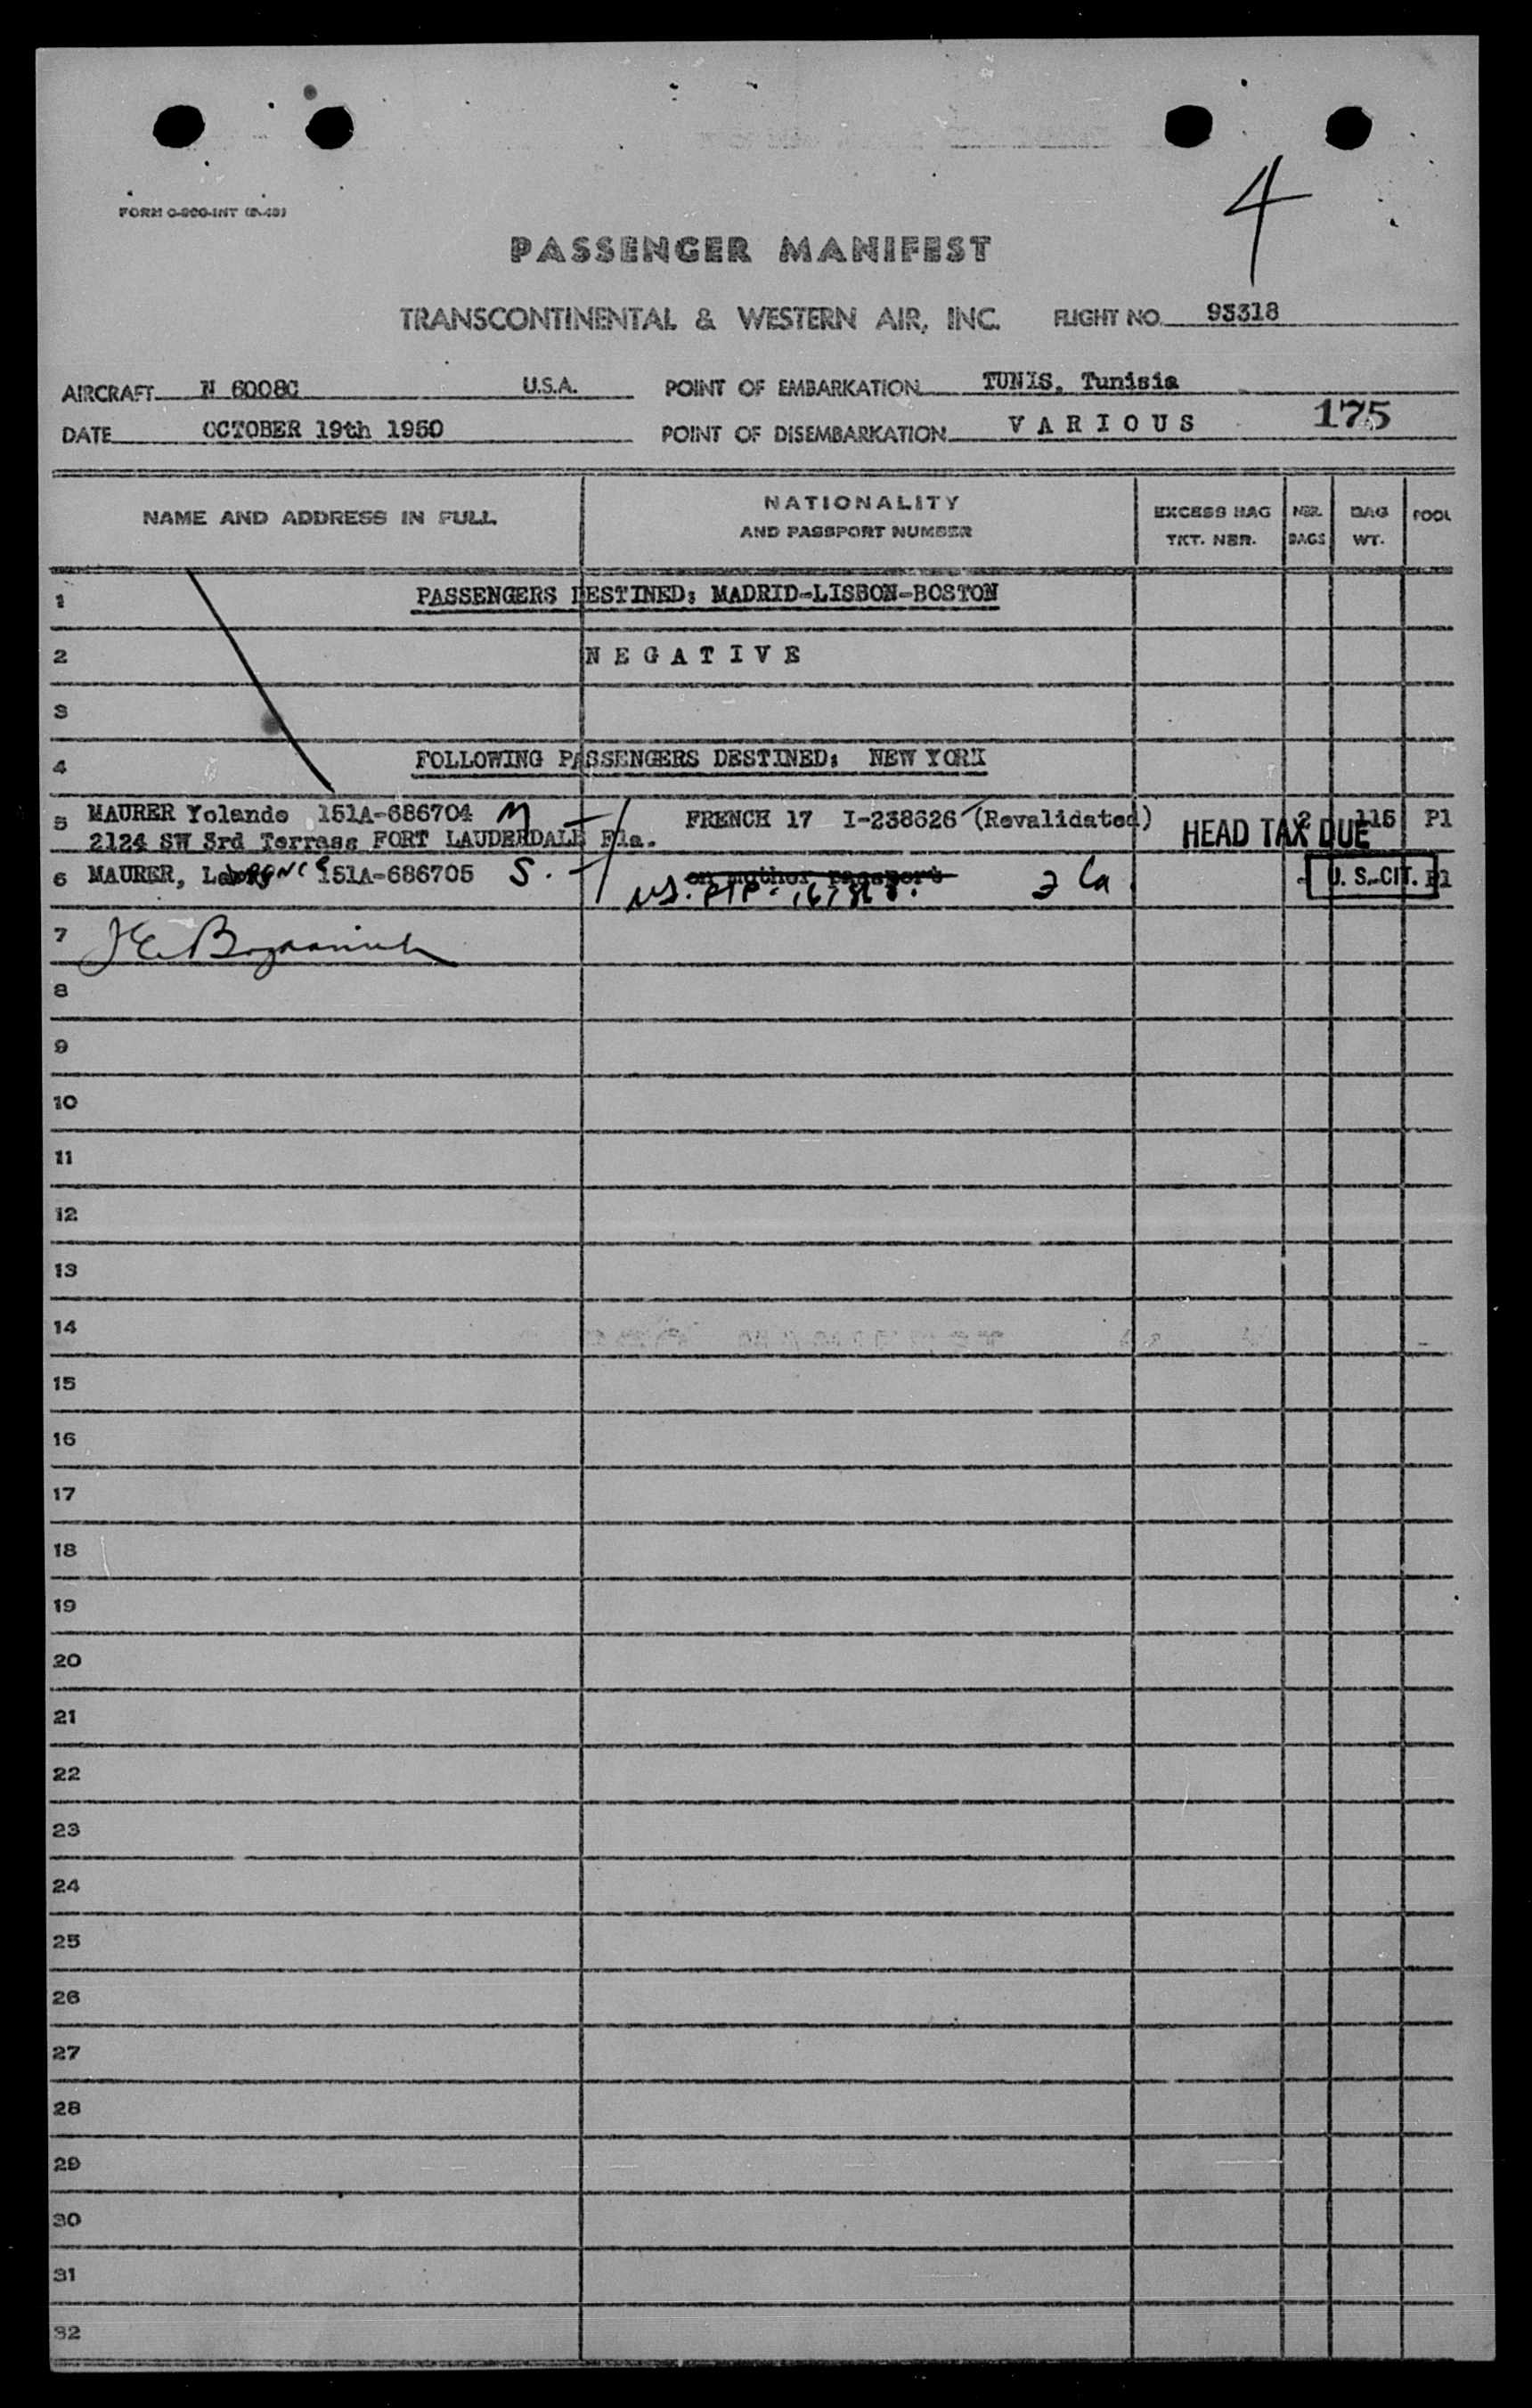 4
PASSENGER MANIFEST
TRANSCONTINENTAL & WESTERN AIR, INC. FLIGHT NO. 93318
AIRCRAFT N 6008C U.S.A. POINT OF EMBARKATION TUNIS, Tunisia
DATE OCTOBER 19th 1950 POINT OF DISEMBARKATION V A R I O U S 175
NAME AND ADDRESS IN FULL NATIONALITY AND PASSPORT NUMBER EXCESS BAG TKT. NBR. NBR. BAGS BAG WT. POOL
1 PASSENGERS DESTINED: MADRID-LISBON-BOSTON
2 N E G A T I V E
3
4 FOLLOWING PASSENGERS DESTINED: NEW YORK
5 MAURER Yolande 151A-686704 M FRENCH 17 I-238626 (Revalidated) HEAD TAX DUE 2 115 P1
2124 SW 3rd Terrass FORT LAUDERDALE Fla.
6 MAURER, 151A-686705 S. on mother passport U. S. CIT. P1
7
8
9
10
11
12
13
14
15
16
17
18
19
20
21
22
23
24
25
26
27
28
29
30
31
32